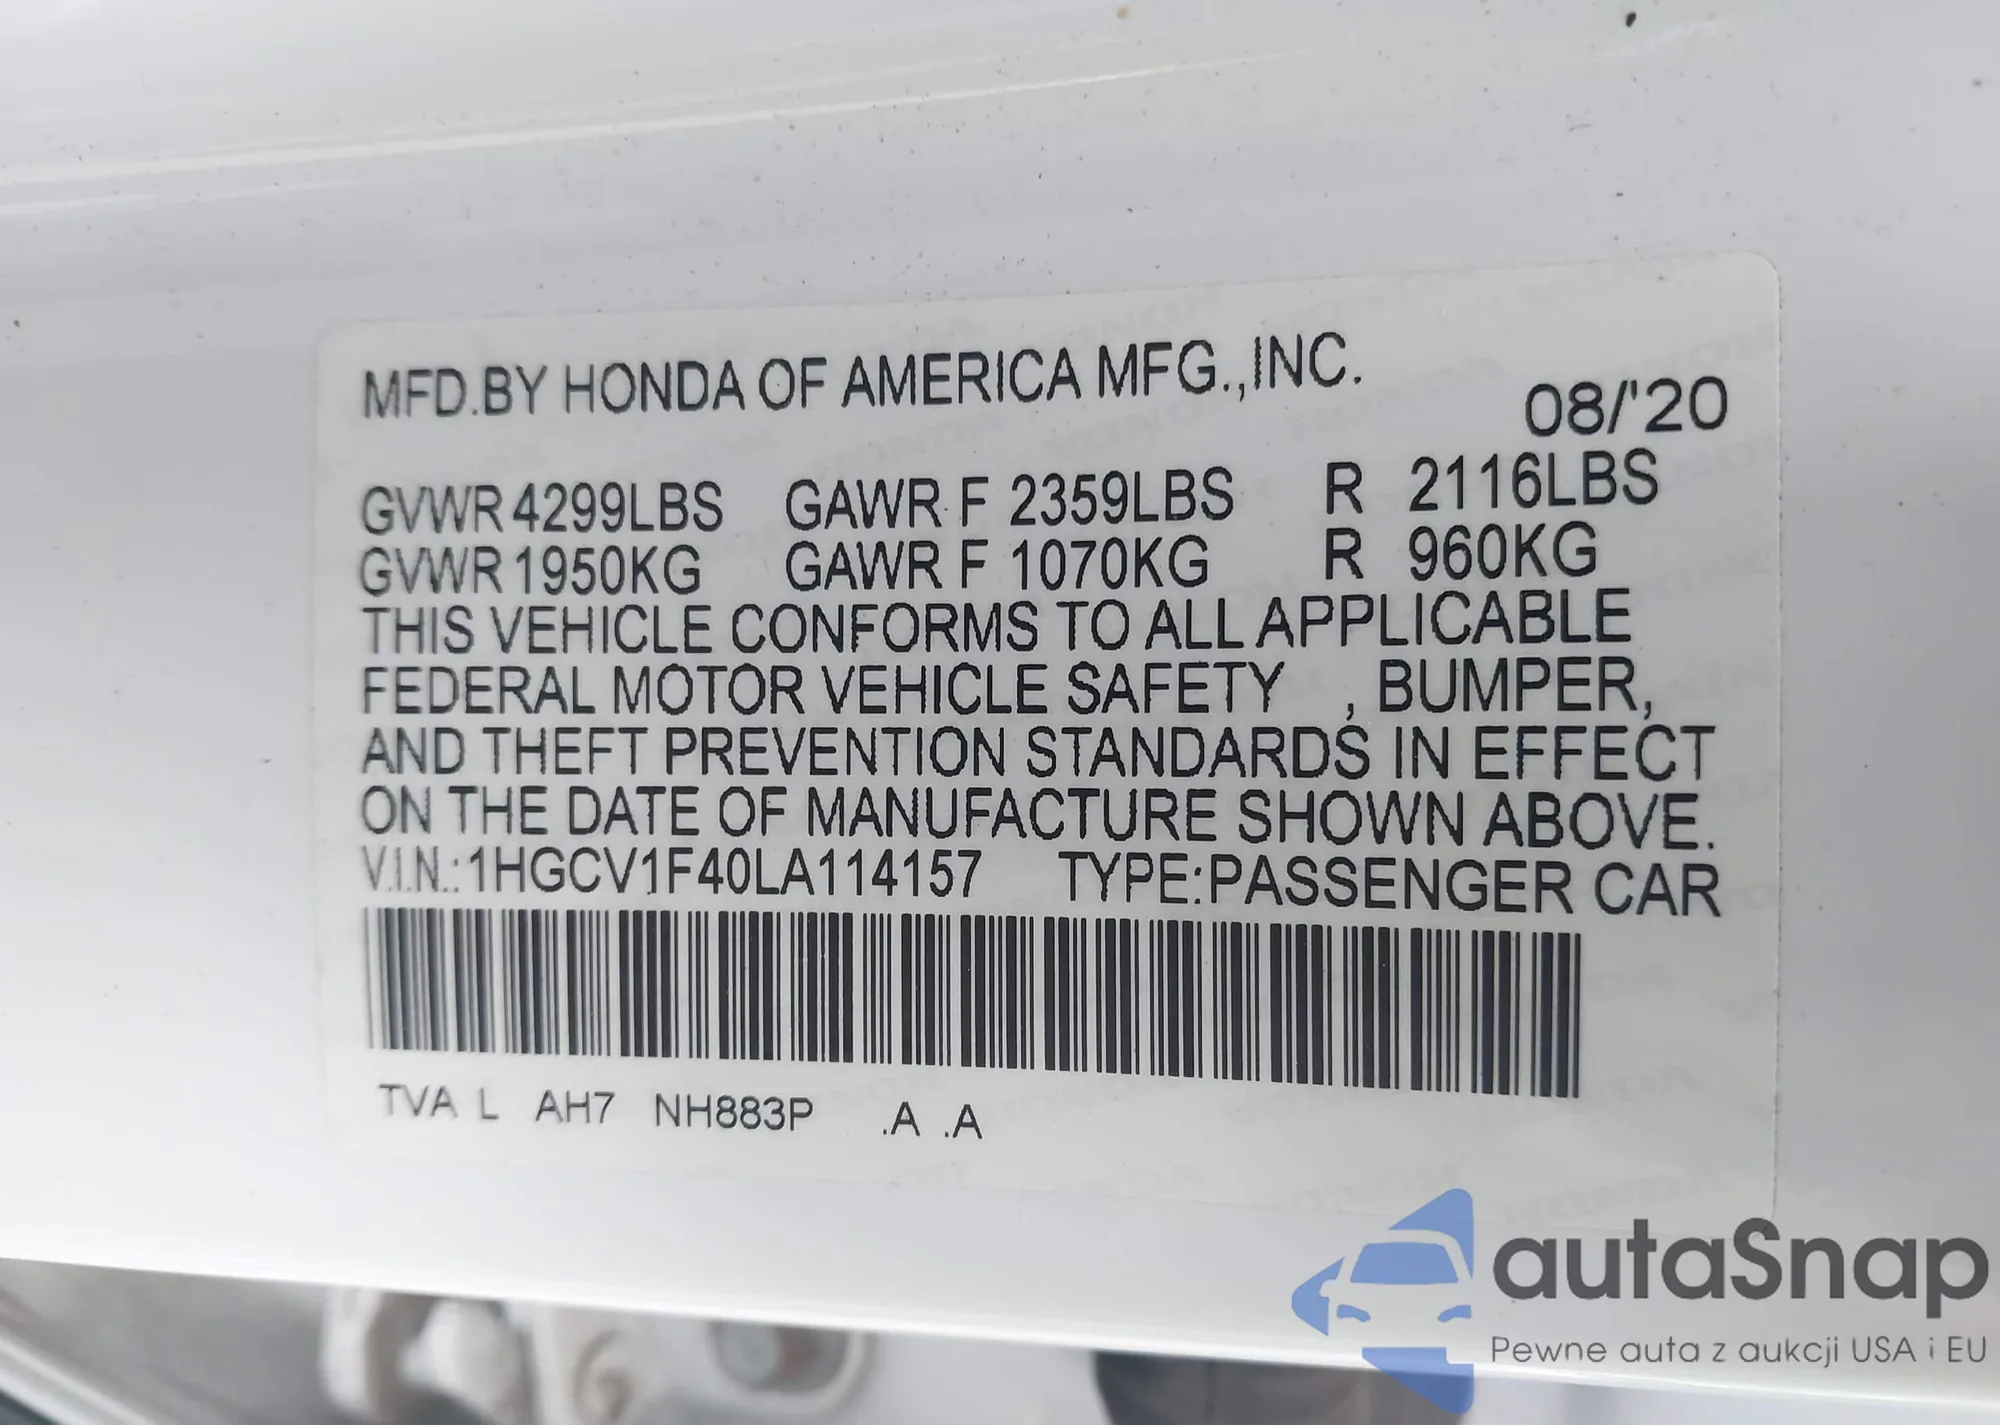 MFD.BY HONDA OF AMERICA MFG.,INC.
08/'20
GVWR 4299LBS GAWR F 2359LBS R 2116LBS
GVWR 1950KG GAWR F 1070KG R 960KG
THIS VEHICLE CONFORMS TO ALL APPLICABLE
FEDERAL MOTOR VEHICLE SAFETY , BUMPER,
AND THEFT PREVENTION STANDARDS IN EFFECT
ON THE DATE OF MANUFACTURE SHOWN ABOVE.
V.I.N.:1HGCV1F40LA114157 TYPE:PASSENGER CAR
TVA L AH7 NH883P .A .A
autaSnap
Pewne auta z aukcji USA i EU